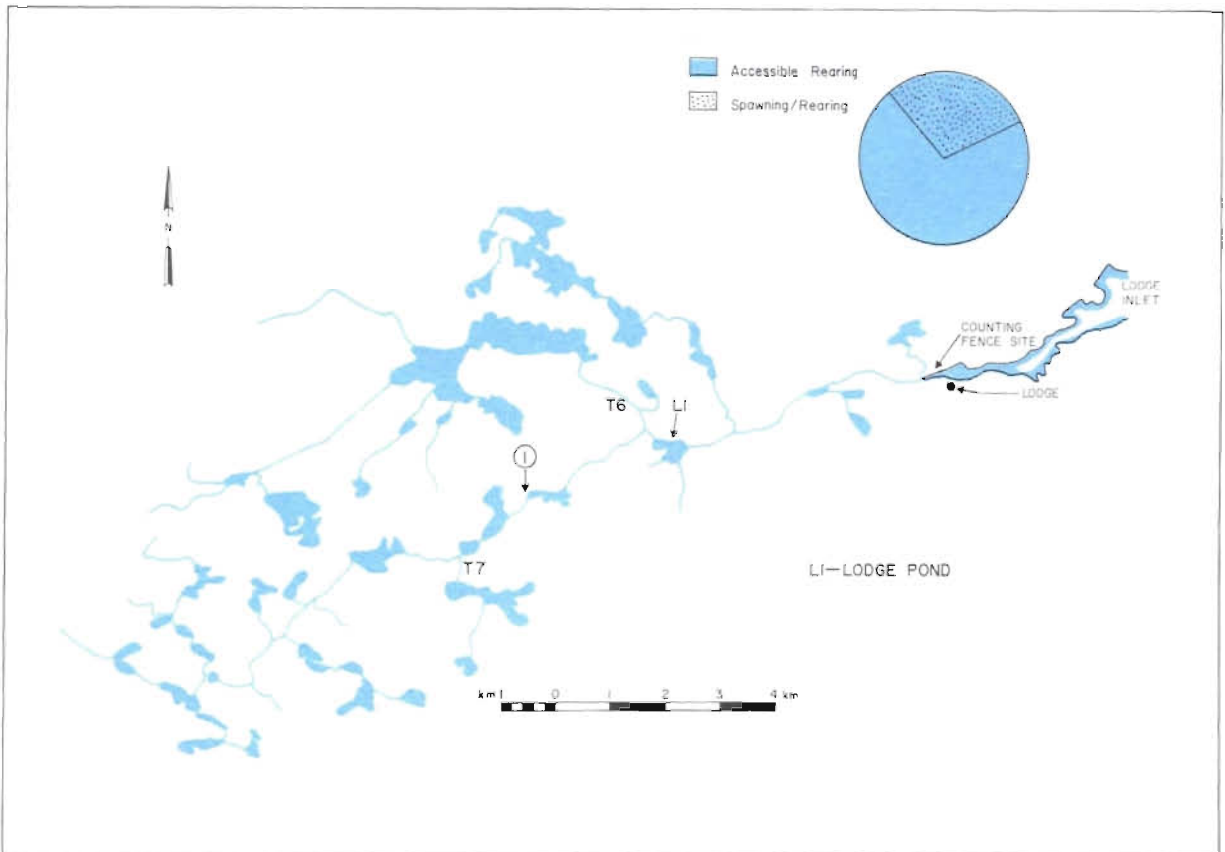 Accessible Rearing
Spawning/Rearing
N
LODGE
INLET
COUNTING
FENCE SITE
LODGE
T6
L1
1
T7
L1—LODGE POND
km 1 0 1 2 3 4 km